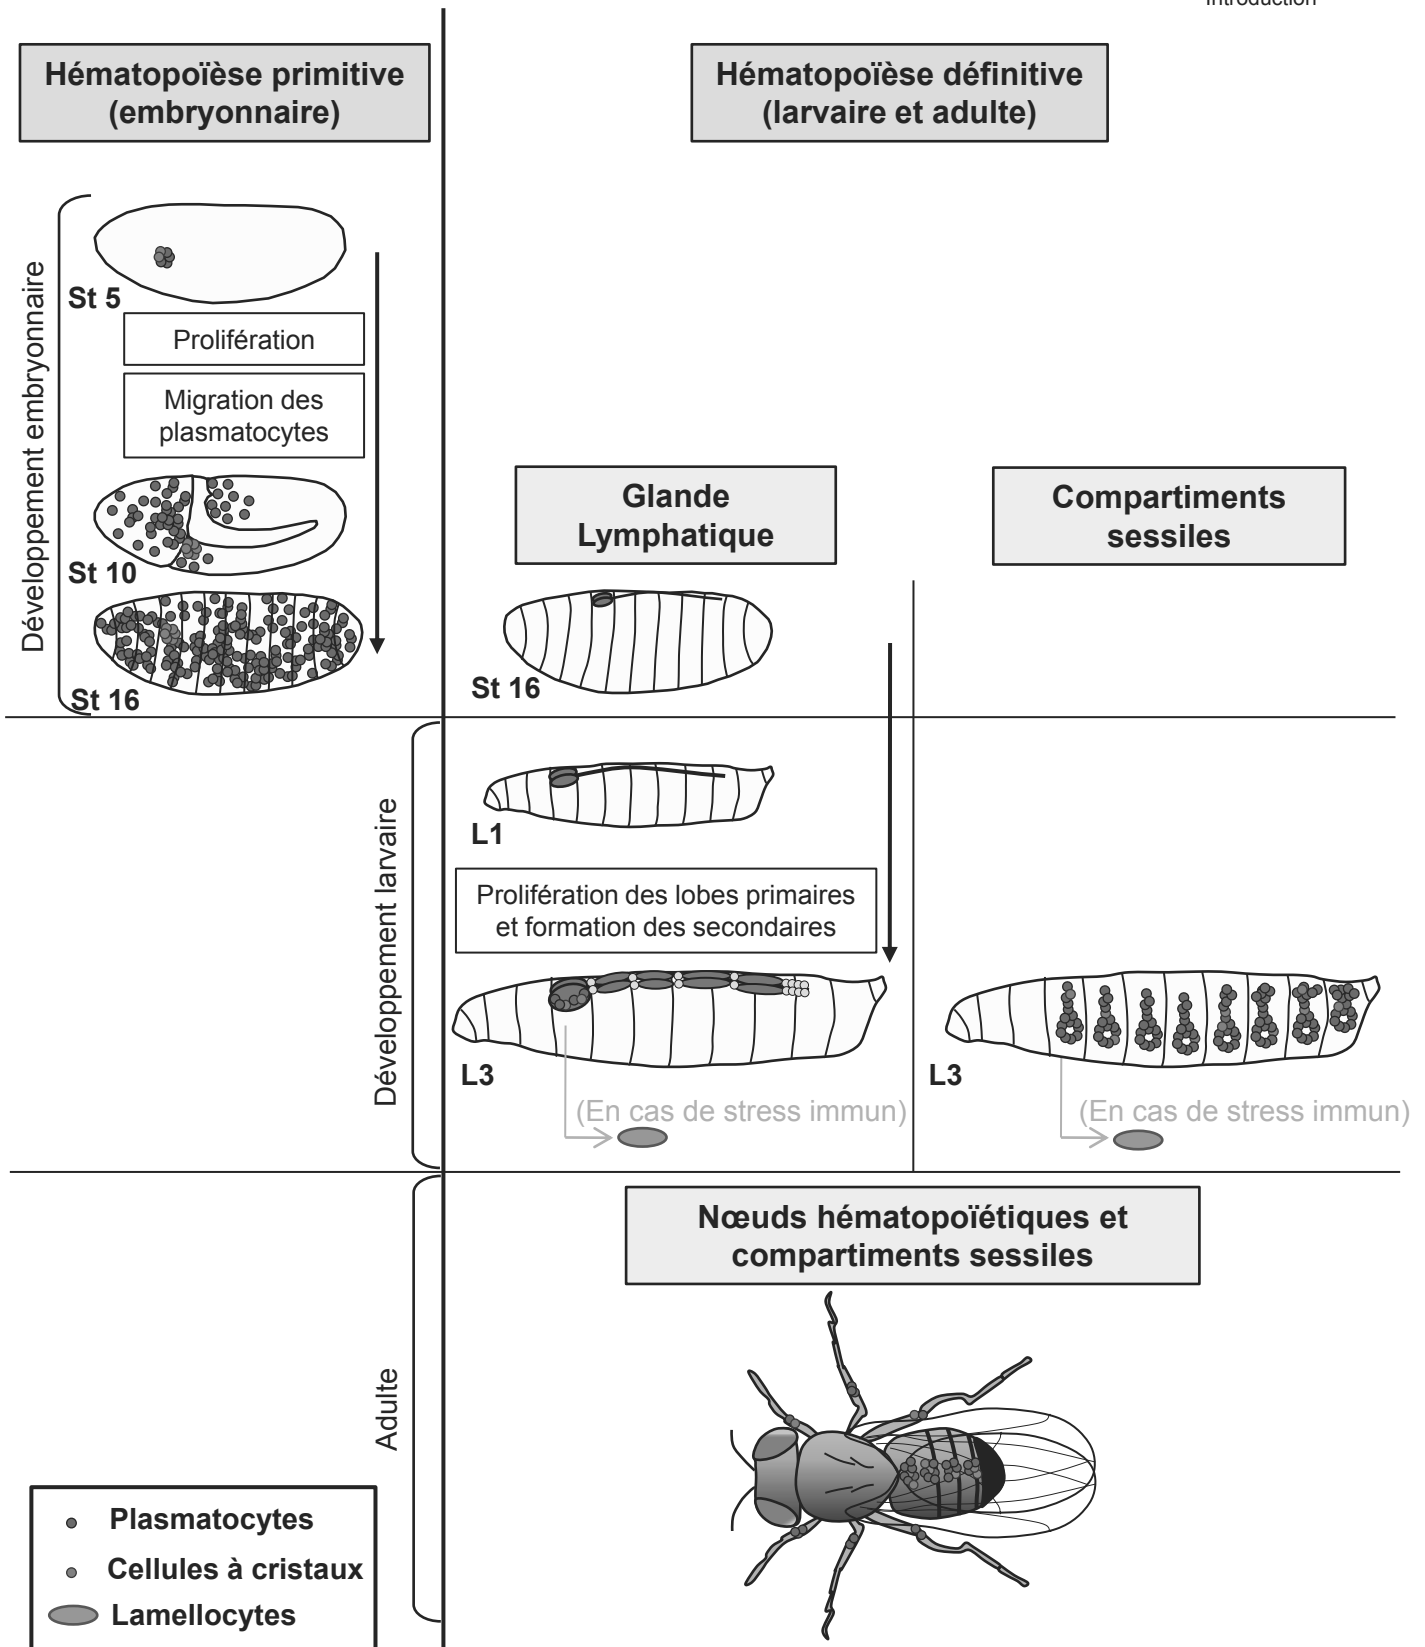 Introduction
Hématopoïèse primitive
(embryonnaire)
Hématopoïèse définitive
(larvaire et adulte)
Développement embryonnaire
St 5
Prolifération
Migration des
plasmatocytes
St 10
St 16
Glande
Lymphatique
Compartiments
sessiles
St 16
Développement larvaire
L1
Prolifération des lobes primaires
et formation des secondaires
L3
(En cas de stress immun)
L3
(En cas de stress immun)
Adulte
Nœuds hématopoïétiques et
compartiments sessiles
Plasmatocytes
Cellules à cristaux
Lamellocytes